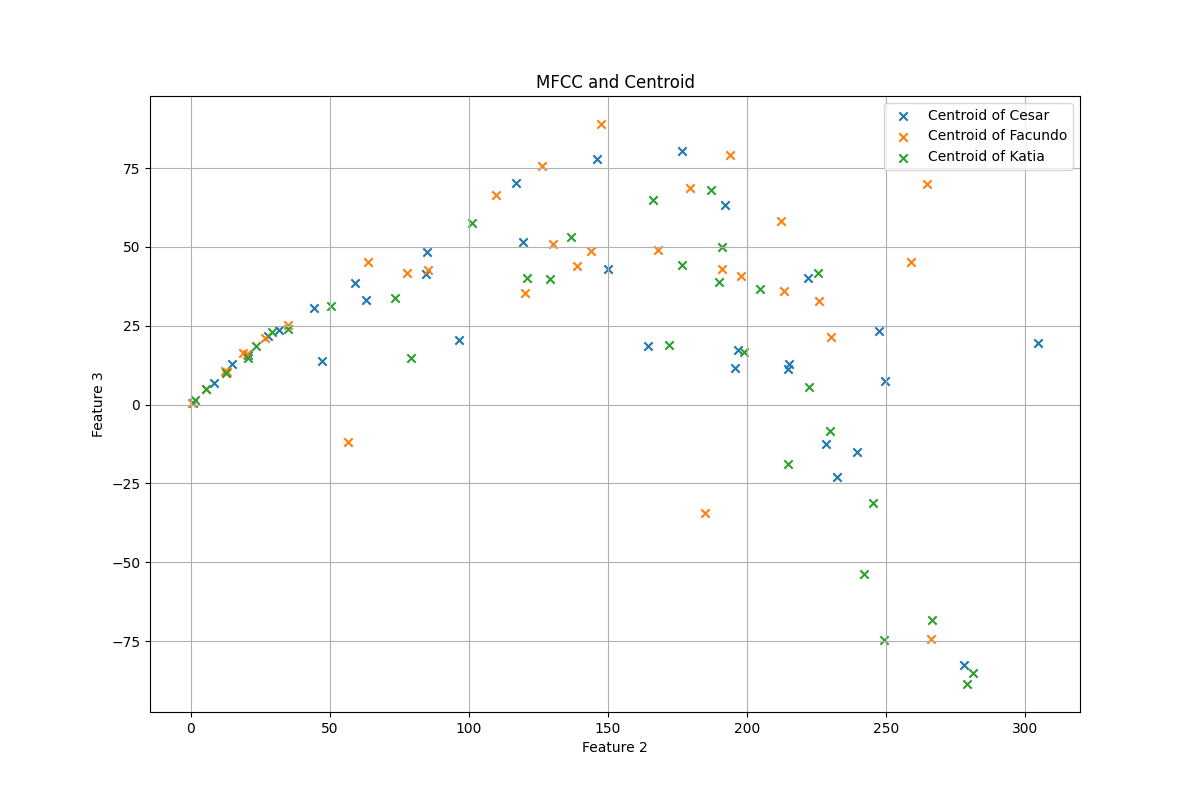 MFCC and Centroid
Centroid of Cesar
Centroid of Facundo
Centroid of Katia
Feature 3
75
50
25
0
−25
−50
−75
0 50 100 150 200 250 300
Feature 2